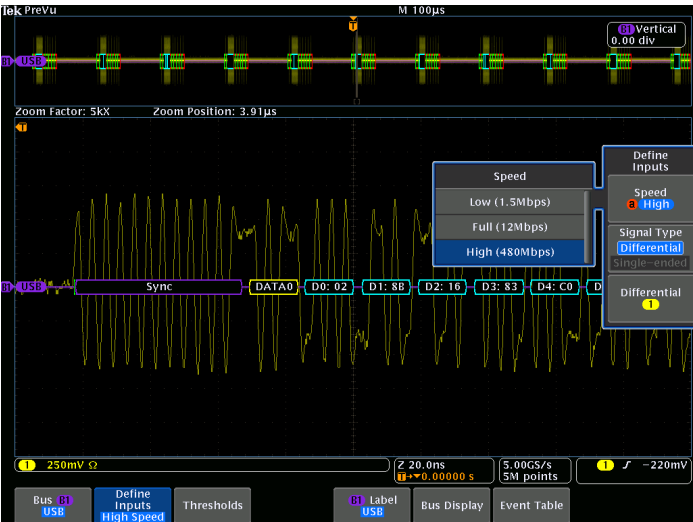 Tek PreVu
M 100µs
T
B1 Vertical
0.00 div
B1 USB
Zoom Factor: 5kX
Zoom Position: 3.91µs
T
Define
Inputs
Speed
Low (1.5Mbps)
Full (12Mbps)
High (480Mbps)
Speed
a High
Signal Type
Differential
Single-ended
Differential
1
B1 USB
Sync
DATA0
D0: 02
D1: 8B
D2: 16
D3: 83
D4: C0
D
1 250mV Ω
Z 20.0ns
T→▼0.00000 s
5.00GS/s
5M points
1 ʃ −220mV
Bus B1
USB
Define
Inputs
High Speed
Thresholds
B1 Label
USB
Bus Display
Event Table